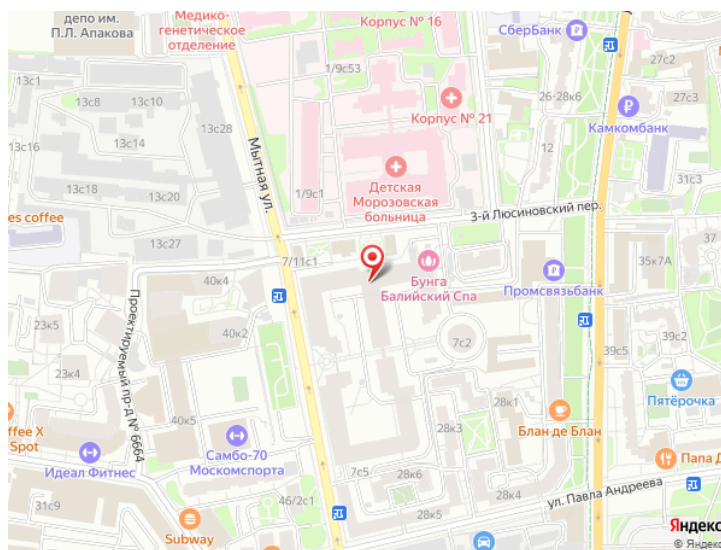 депо им.
П.Л. Апакова
Медико-
генетическое
отделение
Корпус № 16
СберБанк
27с2
13с1
1/9с53
13с8
13с10
26-28к6
27с3
Корпус № 21
Камкомбанк
13с14
13с28
12
13с16
Мытная ул.
Детская
Морозовская
больница
31с3
13с18
13с20
1/9с1
3-й Люсиновский пер.
es coffee
13с27
7/11с1
37
35к7А
40к4
Бунга
Балийский Спа
Промсвязьбанк
Проектируемый пр-д № 6664
23к5
40к2
7с2
39с2
39с5
23к4
28к1
Пятёрочка
40к5
Блан де Блан
ffee X
Spot
Самбо-70
Москомспорта
28к3
Идеал Фитнес
7с5
28к6
Папа Д
31с9
46/2с1
28к4
ул. Павла Андреева
Subway
28к5
Яндекс
© Яндекс